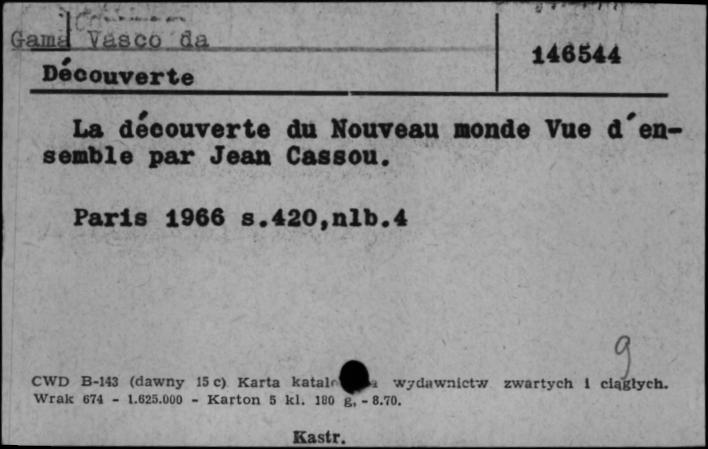 Gama Vasco da
146544
Découverte
La découverte du Nouveau monde Vue d'en-
semble par Jean Cassou.
Paris 1966 s.420,nlb.4
9
CWD B-143 (dawny 15 c) Karta wydawnictw zwartych i ciągłych.
Wrak 674 - 1.625.000 - Karton 5 kl. 180 g. - 8.70.
Kastr.